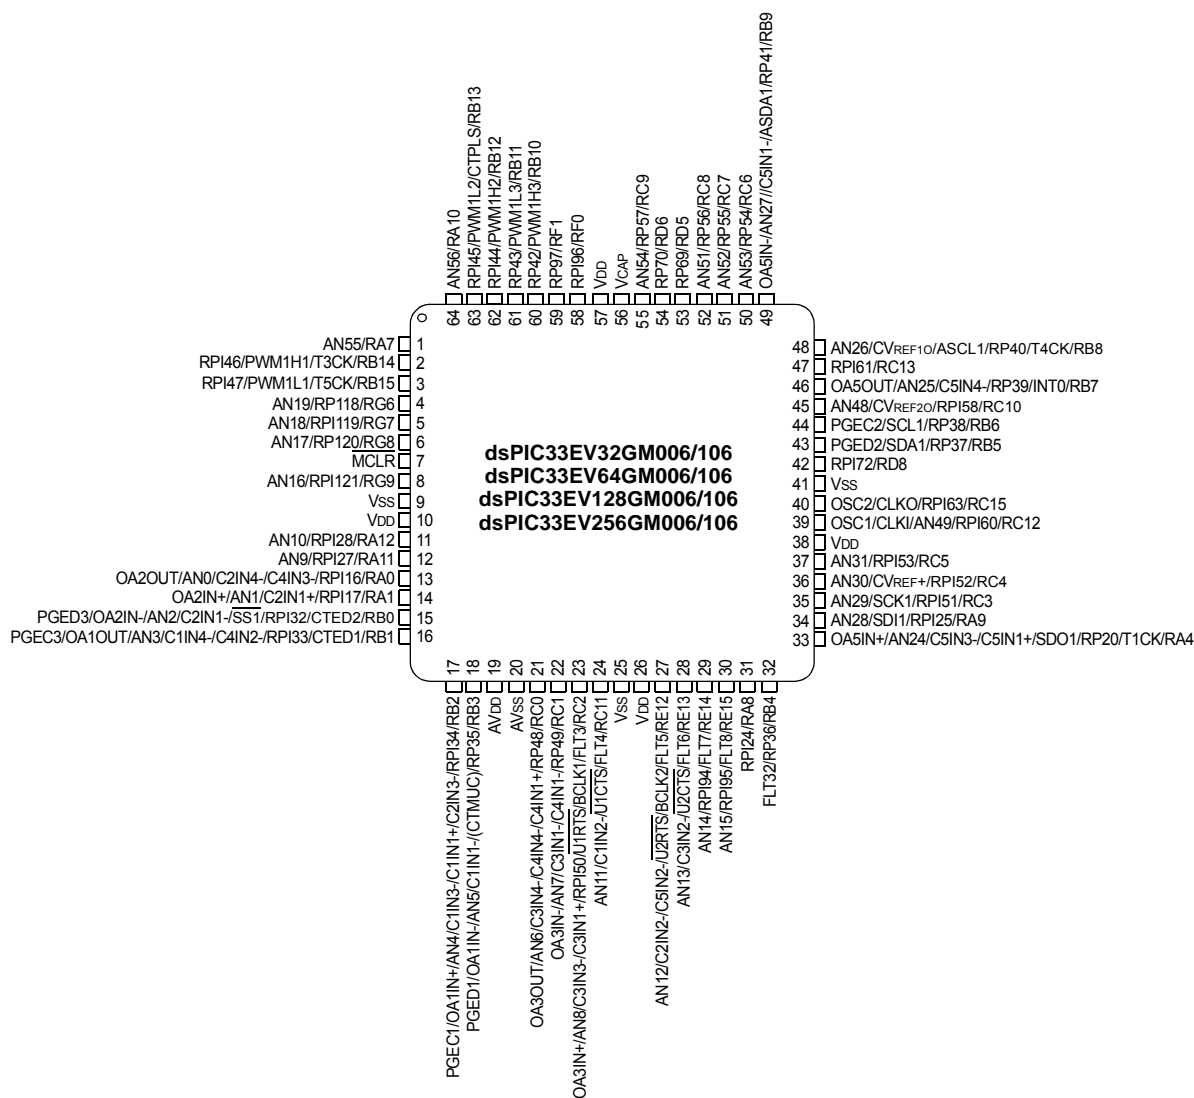 OA5IN-/AN27//C5IN1-/ASDA1/RP41/RB9
AN56/RA10
RPI45/PWM1L2/CTPLS/RB13
RPI44/PWM1H2/RB12
RP43/PWM1L3/RB11
RP42/PWM1H3/RB10
RP97/RF1
RPI96/RF0
VDD
VCAP
AN54/RP57/RC9
RP70/RD6
RP69/RD5
AN51/RP56/RC8
AN52/RP55/RC7
AN53/RP54/RC6
64 63 62 61 60 59 58 57 56 55 54 53 52 51 50 49
AN55/RA7 1
RPI46/PWM1H1/T3CK/RB14 2
RPI47/PWM1L1/T5CK/RB15 3
AN19/RP118/RG6 4
AN18/RPI119/RG7 5
AN17/RP120/RG8 6
MCLR 7
AN16/RPI121/RG9 8
VSS 9
VDD 10
AN10/RPI28/RA12 11
AN9/RPI27/RA11 12
OA2OUT/AN0/C2IN4-/C4IN3-/RPI16/RA0 13
OA2IN+/AN1/C2IN1+/RPI17/RA1 14
PGED3/OA2IN-/AN2/C2IN1-/SS1/RPI32/CTED2/RB0 15
PGEC3/OA1OUT/AN3/C1IN4-/C4IN2-/RPI33/CTED1/RB1 16
dsPIC33EV32GM006/106
dsPIC33EV64GM006/106
dsPIC33EV128GM006/106
dsPIC33EV256GM006/106
48 AN26/CVREF1O/ASCL1/RP40/T4CK/RB8
47 RPI61/RC13
46 OA5OUT/AN25/C5IN4-/RP39/INT0/RB7
45 AN48/CVREF2O/RPI58/RC10
44 PGEC2/SCL1/RP38/RB6
43 PGED2/SDA1/RP37/RB5
42 RPI72/RD8
41 VSS
40 OSC2/CLKO/RPI63/RC15
39 OSC1/CLKI/AN49/RPI60/RC12
38 VDD
37 AN31/RPI53/RC5
36 AN30/CVREF+/RPI52/RC4
35 AN29/SCK1/RPI51/RC3
34 AN28/SDI1/RPI25/RA9
33 OA5IN+/AN24/C5IN3-/C5IN1+/SDO1/RP20/T1CK/RA4
17 18 19 20 21 22 23 24 25 26 27 28 29 30 31 32
PGEC1/OA1IN+/AN4/C1IN3-/C1IN1+/C2IN3-/RPI34/RB2
PGED1/OA1IN-/AN5/C1IN1-/(CTMUC)/RP35/RB3
AVDD
AVSS
OA3OUT/AN6/C3IN4-/C4IN4-/C4IN1+/RP48/RC0
OA3IN-/AN7/C3IN1-/C4IN1-/RP49/RC1
OA3IN+/AN8/C3IN3-/C3IN1+/RPI50/U1RTS/BCLK1/FLT3/RC2
AN11/C1IN2-/U1CTS/FLT4/RC11
VSS
VDD
AN12/C2IN2-/C5IN2-/U2RTS/BCLK2/FLT5/RE12
AN13/C3IN2-/U2CTS/FLT6/RE13
AN14/RPI94/FLT7/RE14
AN15/RPI95/FLT8/RE15
RPI24/RA8
FLT32/RP36/RB4